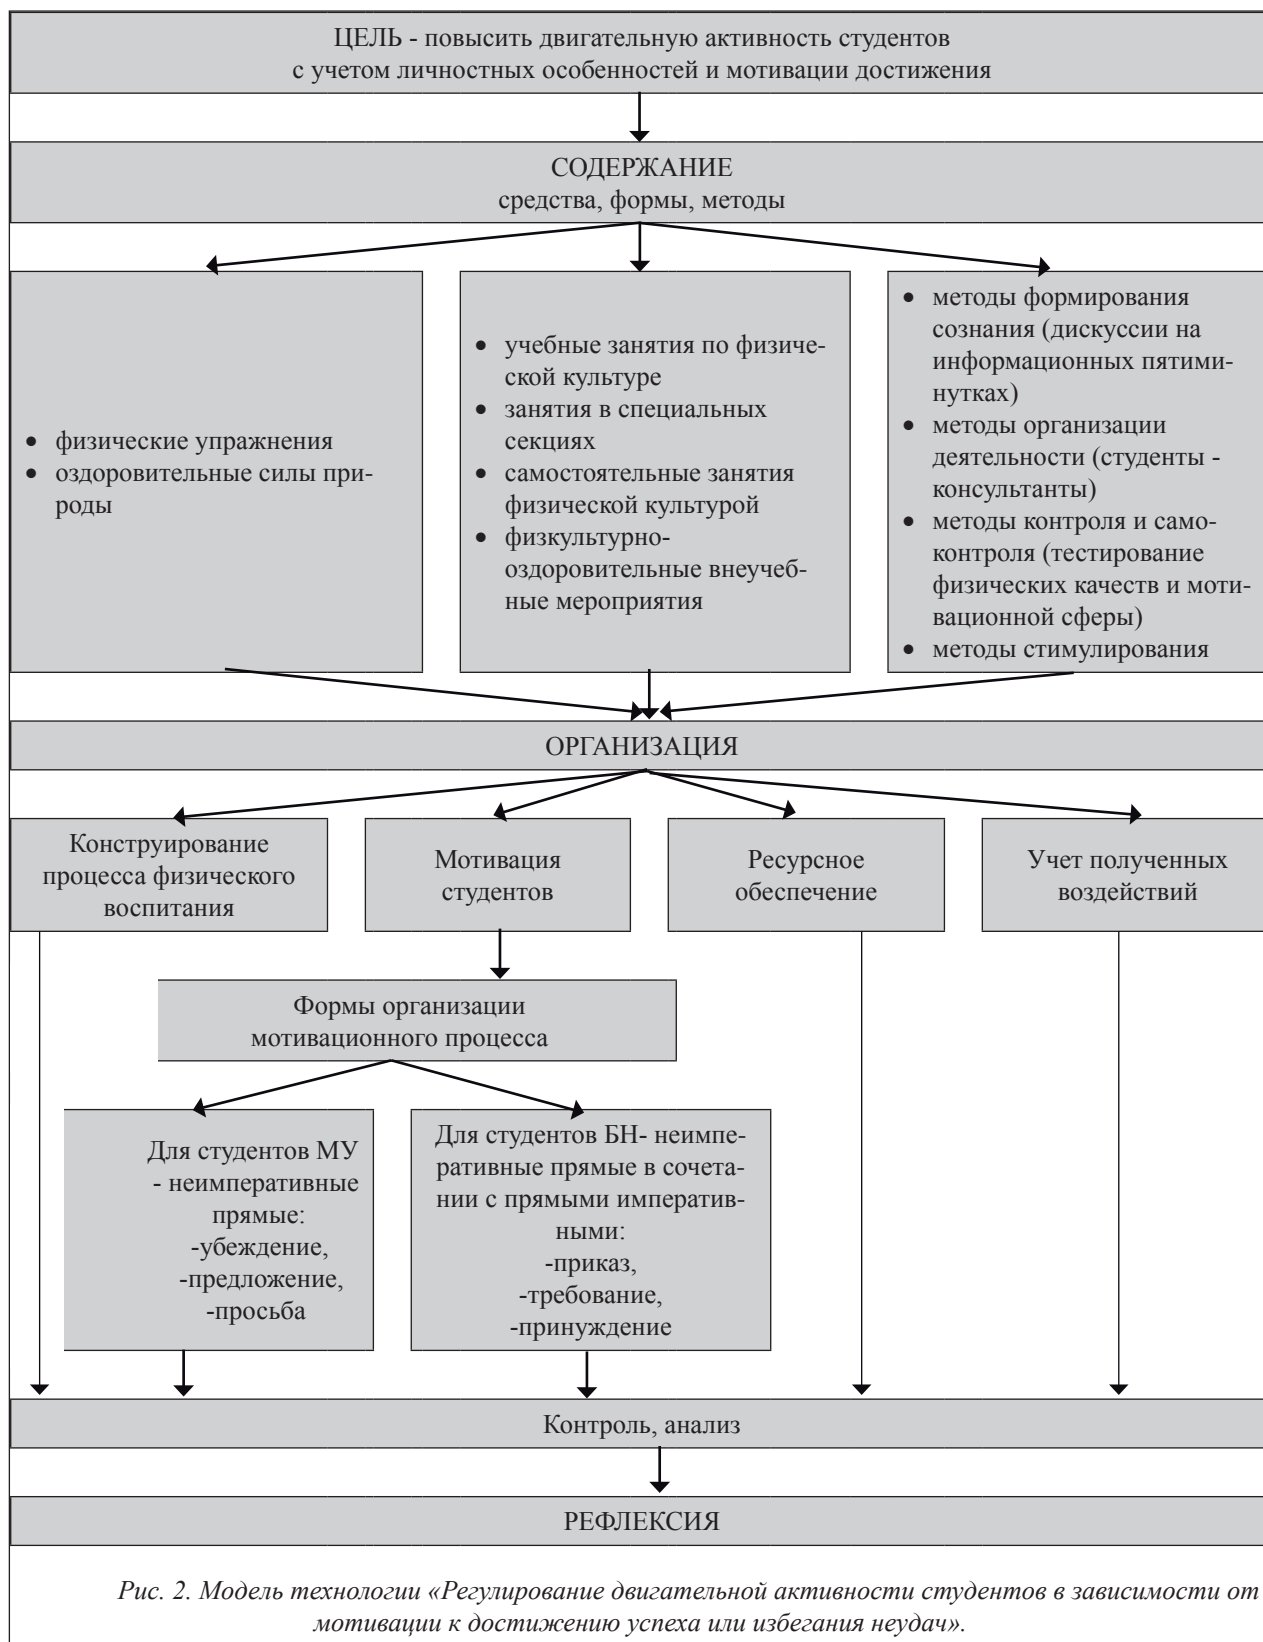 ЦЕЛЬ - повысить двигательную активность студентов
с учетом личностных особенностей и мотивации достижения
СОДЕРЖАНИЕ
средства, формы, методы
• физические упражнения
• оздоровительные силы при-
роды
• учебные занятия по физиче-
ской культуре
• занятия в специальных
секциях
• самостоятельные занятия
физической культурой
• физкультурно-
оздоровительные внеучеб-
ные мероприятия
• методы формирования
сознания (дискуссии на
информационных пятими-
нутках)
• методы организации
деятельности (студенты -
консультанты)
• методы контроля и само-
контроля (тестирование
физических качеств и моти-
вационной сферы)
• методы стимулирования
ОРГАНИЗАЦИЯ
Конструирование
процесса физического
воспитания
Мотивация
студентов
Ресурсное
обеспечение
Учет полученных
воздействий
Формы организации
мотивационного процесса
Для студентов МУ
- неимперативные
прямые:
-убеждение,
-предложение,
-просьба
Для студентов БН- неимпе-
ративные прямые в сочета-
нии с прямыми императив-
ными:
-приказ,
-требование,
-принуждение
Контроль, анализ
РЕФЛЕКСИЯ
Рис. 2. Модель технологии «Регулирование двигательной активности студентов в зависимости от
мотивации к достижению успеха или избегания неудач».